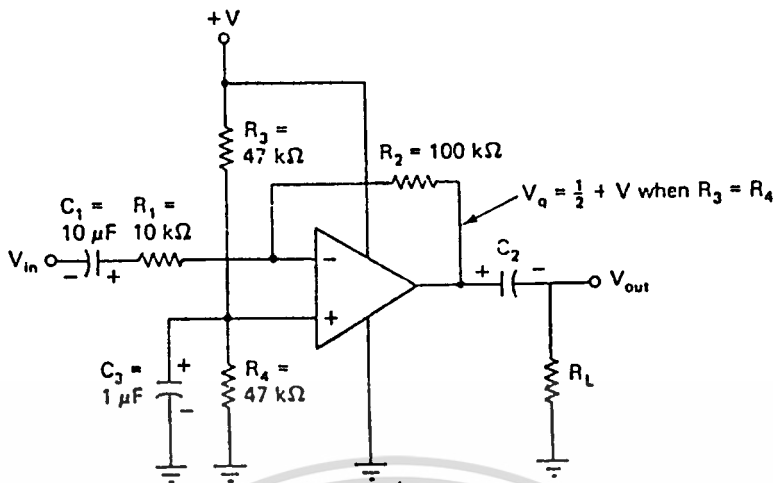 +V
R3 =
47 kΩ
R2 = 100 kΩ
Vq = ½ + V when R3 = R4
C1 =
10 µF
R1 =
10 kΩ
Vin
−
+
−
+
+
C2
−
Vout
C3 =
1 µF
+
−
R4 =
47 kΩ
RL